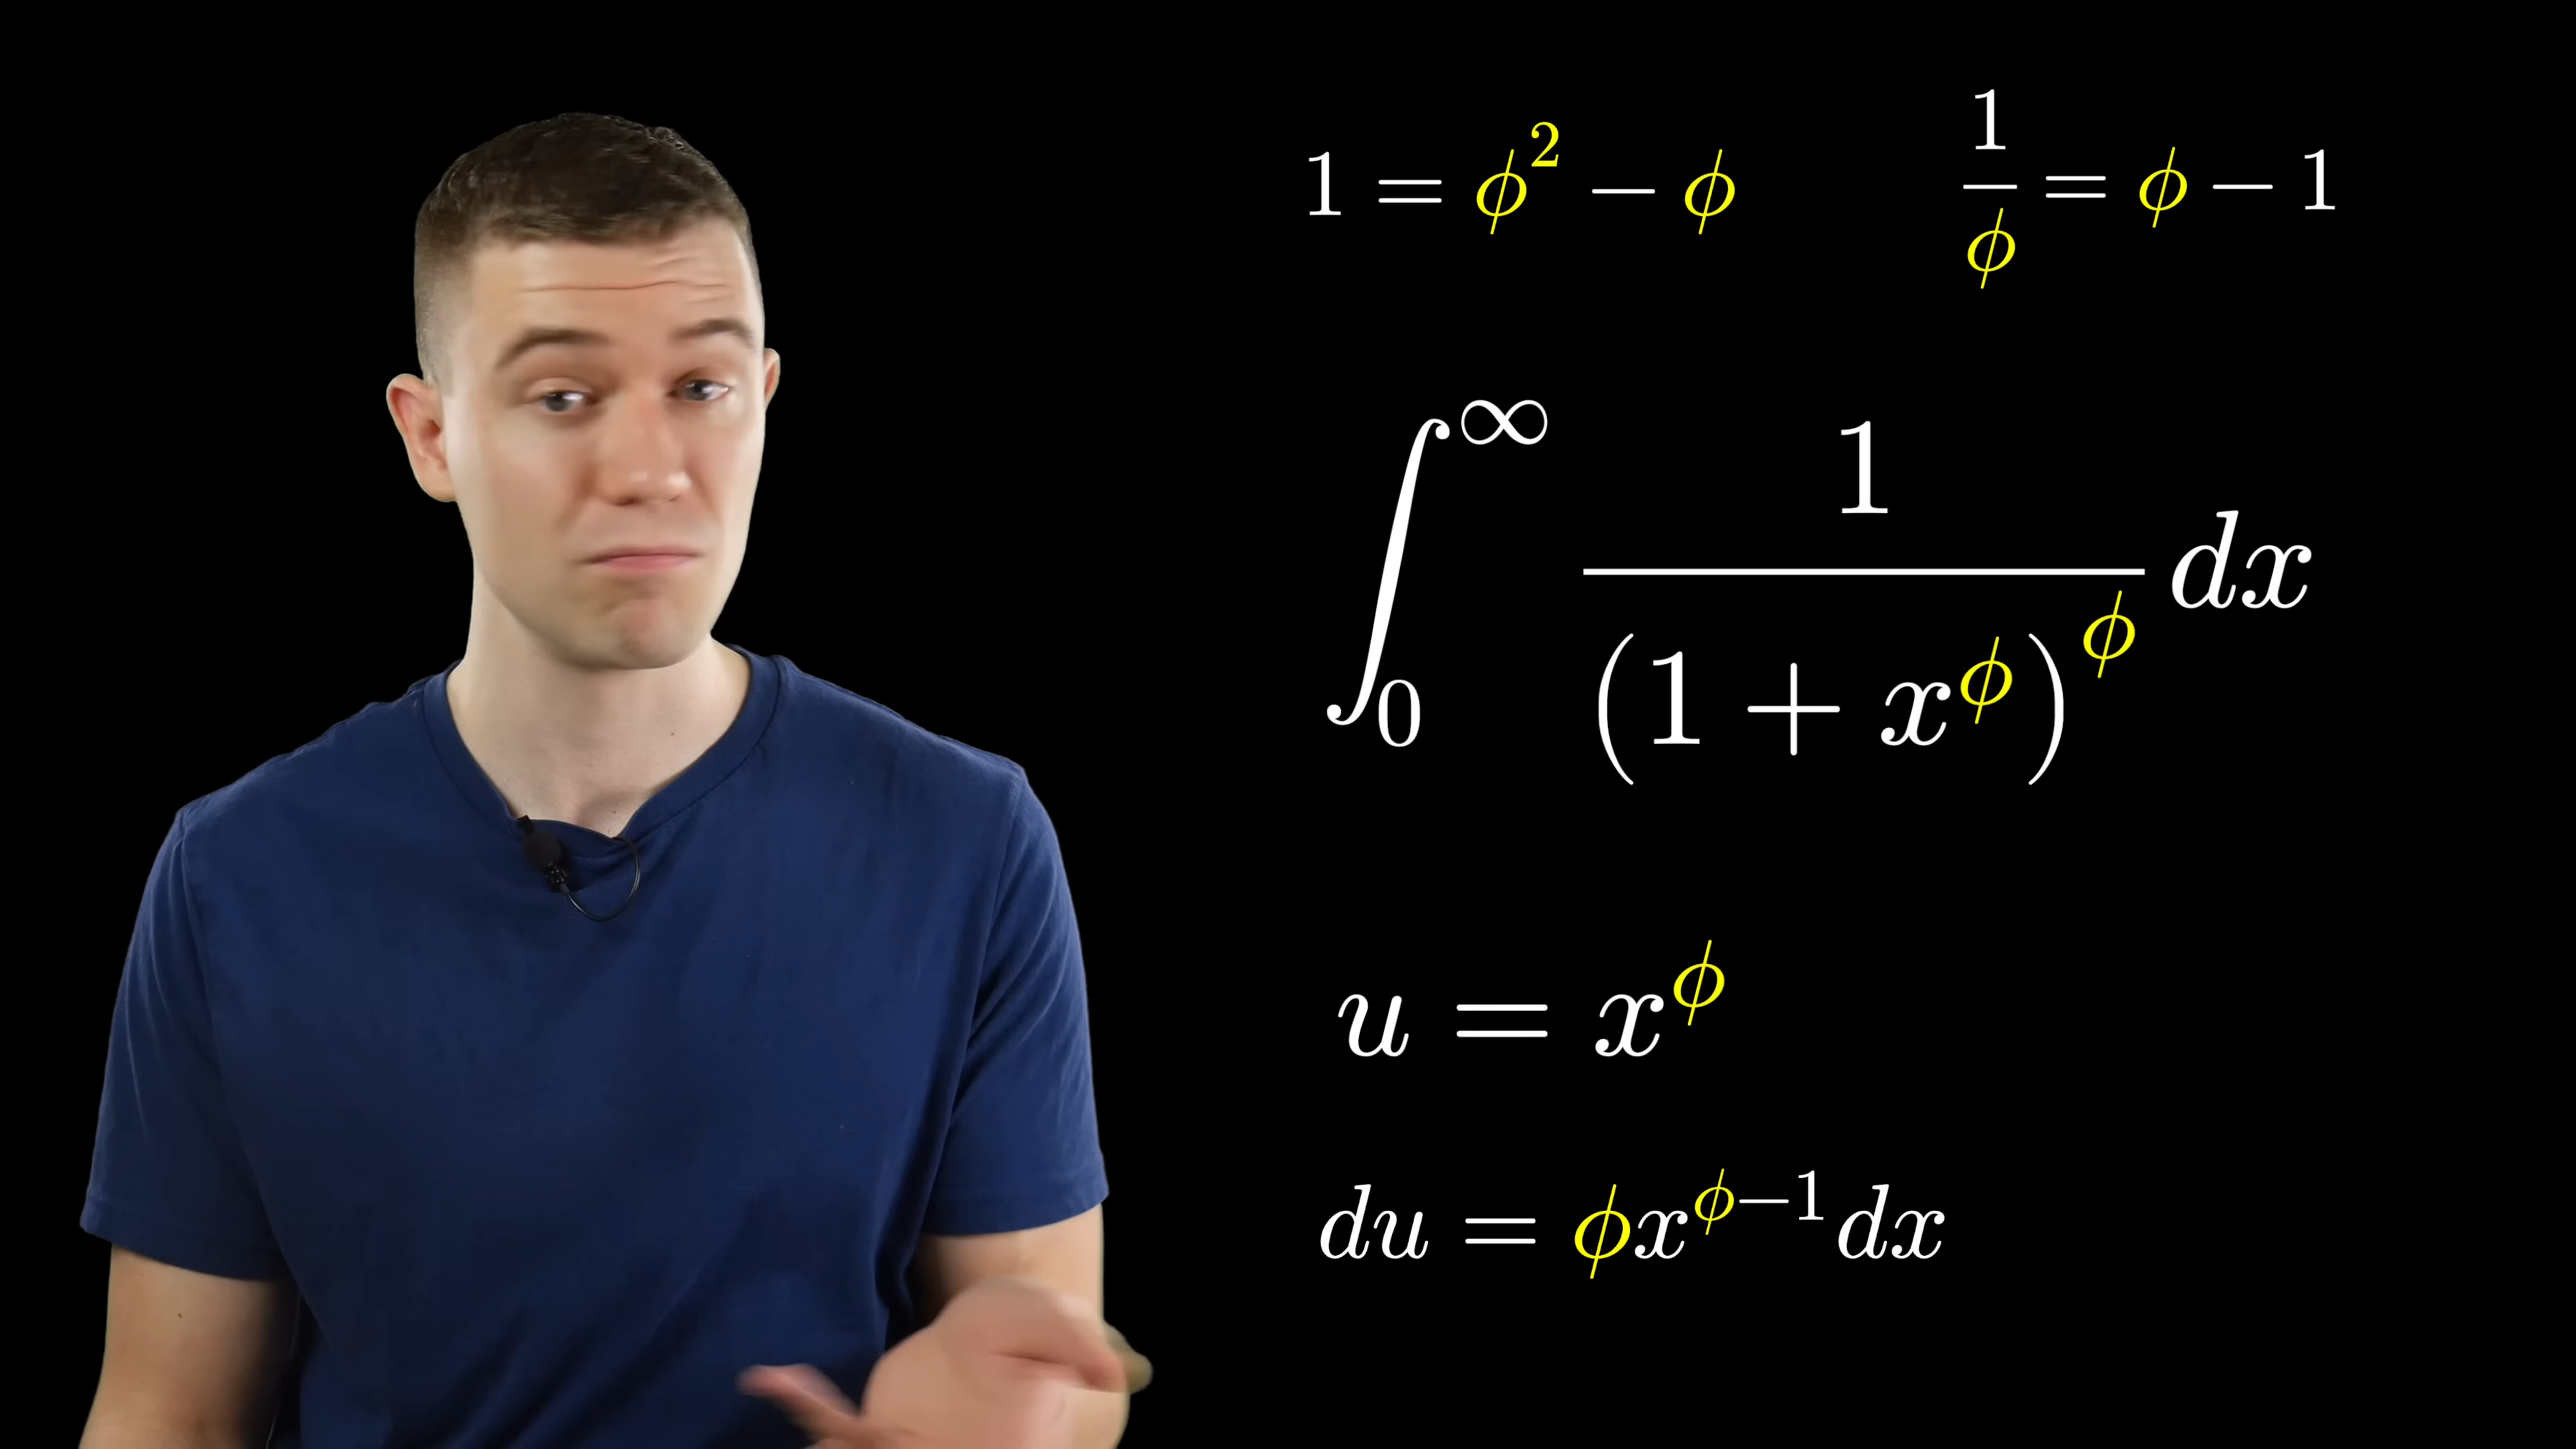 1 = ϕ² − ϕ
1/ϕ = ϕ − 1
∫₀^∞ 1/(1 + x^ϕ)^ϕ dx
u = x^ϕ
du = ϕx^(ϕ−1)dx